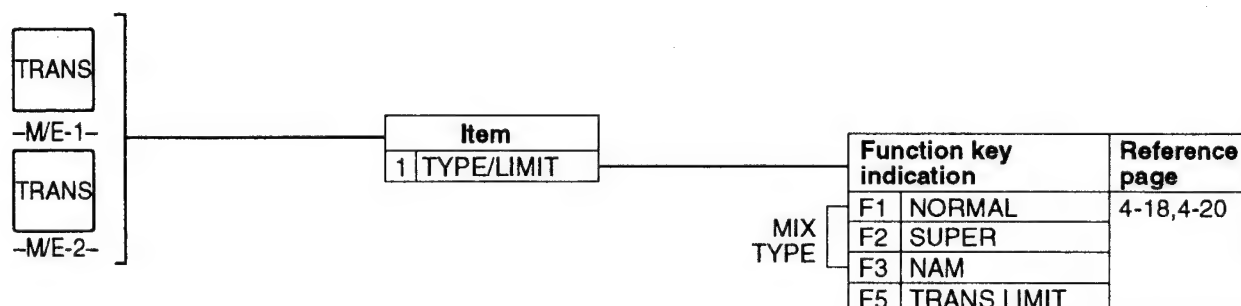 TRANS
–M/E-1–
TRANS
–M/E-2–
Item
1 TYPE/LIMIT
MIX
TYPE
Function key
indication
Reference
page
F1 NORMAL 4-18,4-20
F2 SUPER
F3 NAM
F5 TRANS LIMIT